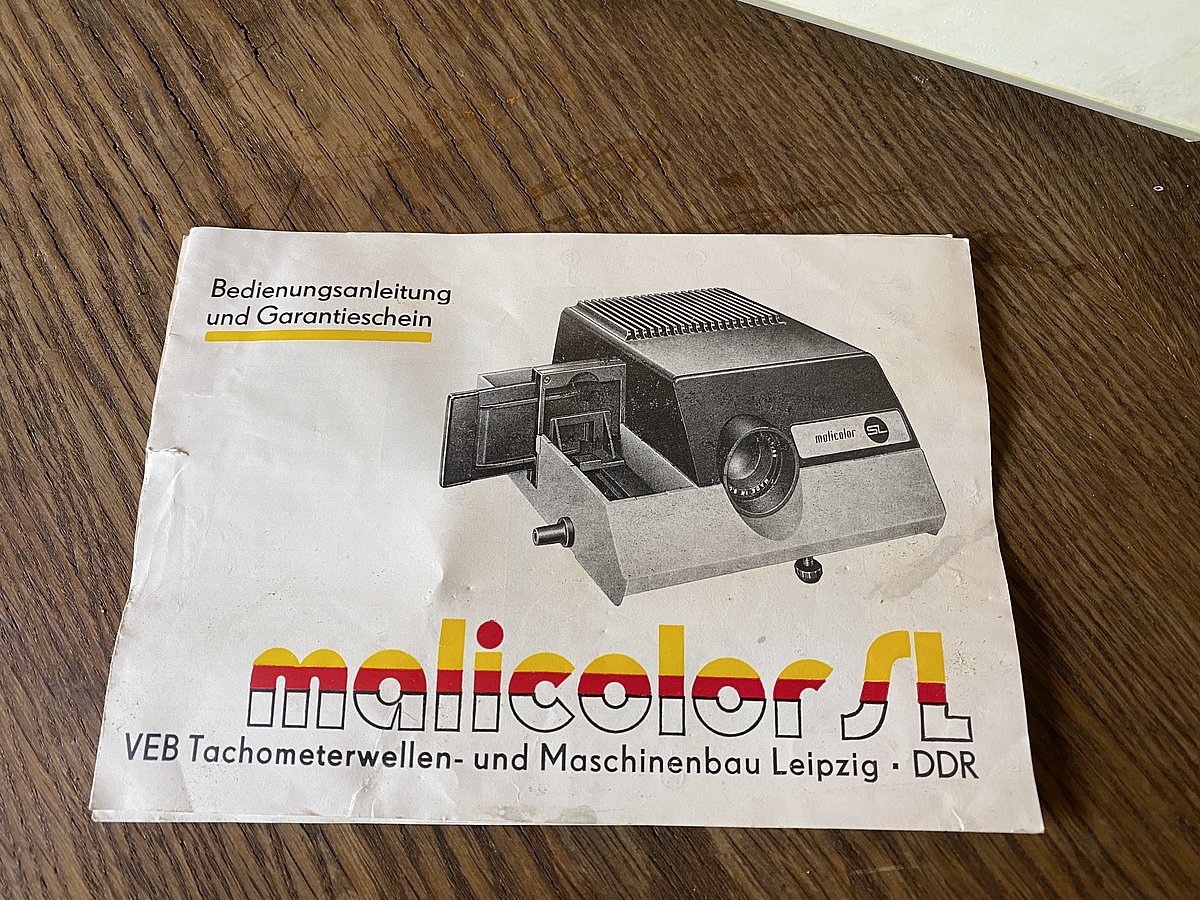 Bedienungsanleitung
und Garantieschein
malicolor SL
malicolor SL
VEB Tachometerwellen- und Maschinenbau Leipzig · DDR